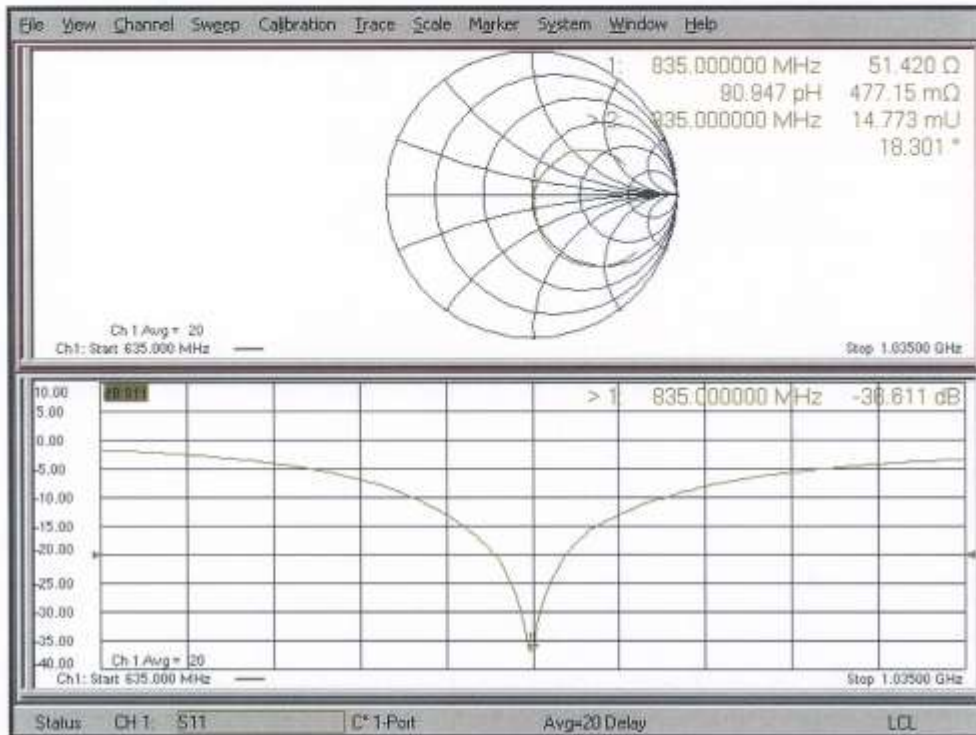 File View Channel Sweep Calibration Trace Scale Marker System Window Help
1: 835.000000 MHz 51.420 Ω
90.947 pH 477.15 mΩ
> 2: 835.000000 MHz 14.773 mU
18.301 °
Ch 1 Avg = 20
Ch1: Start 635.000 MHz
Stop 1.03500 GHz
10.00
> 1: 835.000000 MHz -36.611 dB
5.00
0.00
-5.00
-10.00
-15.00
-20.00
-25.00
-30.00
-35.00
-40.00
Ch 1 Avg = 20
Ch1: Start 635.000 MHz
Stop 1.03500 GHz
Status CH 1: S11 C* 1-Port Avg=20 Delay LCL